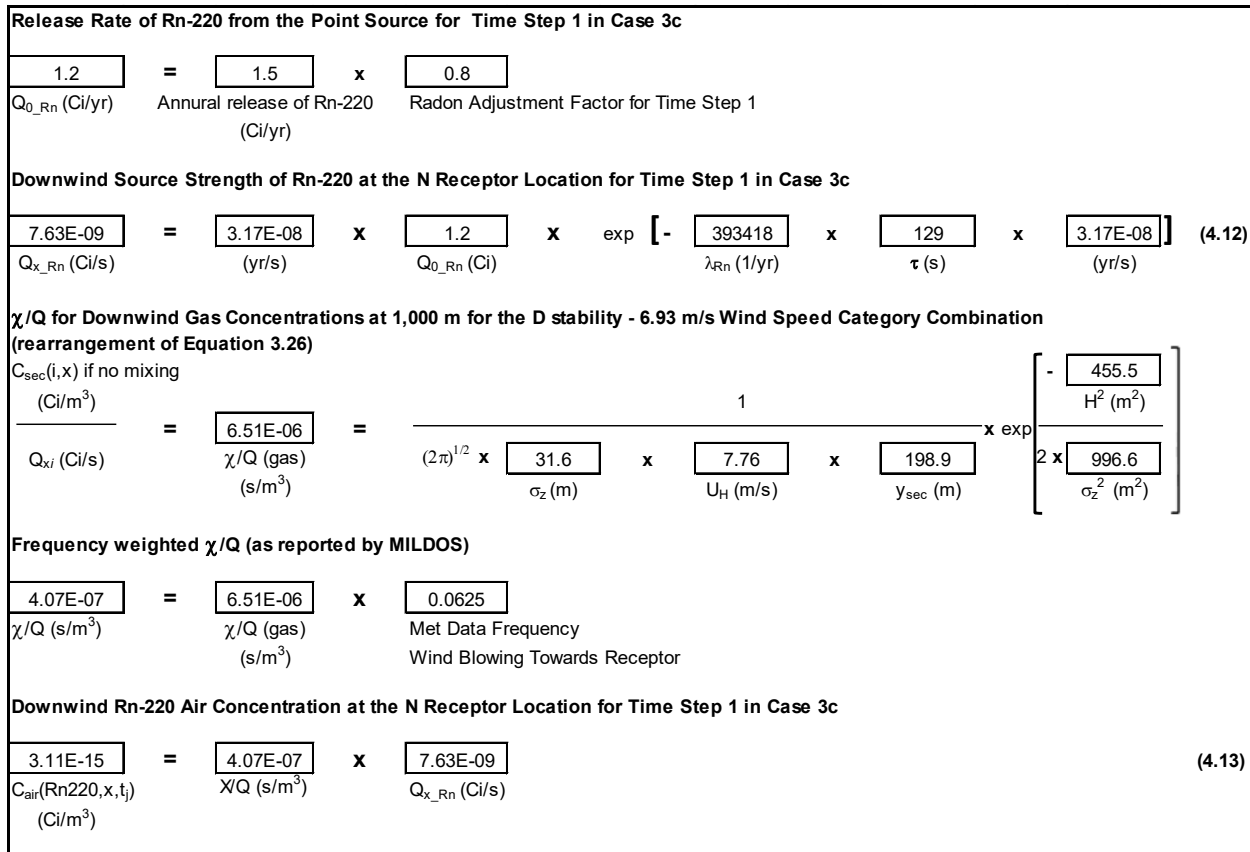 Release Rate of Rn-220 from the Point Source for Time Step 1 in Case 3c
1.2 = 1.5 x 0.8
Q0_Rn (Ci/yr) Annural release of Rn-220 Radon Adjustment Factor for Time Step 1
(Ci/yr)
Downwind Source Strength of Rn-220 at the N Receptor Location for Time Step 1 in Case 3c
7.63E-09 = 3.17E-08 x 1.2 x exp [- 393418 x 129 x 3.17E-08 ] (4.12)
Qx_Rn (Ci/s) (yr/s) Q0_Rn (Ci) λRn (1/yr) τ (s) (yr/s)
χ/Q for Downwind Gas Concentrations at 1,000 m for the D stability - 6.93 m/s Wind Speed Category Combination
(rearrangement of Equation 3.26)
Csec(i,x) if no mixing
- 455.5
(Ci/m³) 1 H² (m²)
= 6.51E-06 = x exp
Qxi (Ci/s) χ/Q (gas) (2π)1/2 x 31.6 x 7.76 x 198.9 2 x 996.6
(s/m³) σz (m) UH (m/s) ysec (m) σz² (m²)
Frequency weighted χ/Q (as reported by MILDOS)
4.07E-07 = 6.51E-06 x 0.0625
χ/Q (s/m³) χ/Q (gas) Met Data Frequency
(s/m³) Wind Blowing Towards Receptor
Downwind Rn-220 Air Concentration at the N Receptor Location for Time Step 1 in Case 3c
3.11E-15 = 4.07E-07 x 7.63E-09 (4.13)
Cair(Rn220,x,tj) X/Q (s/m³) Qx_Rn (Ci/s)
(Ci/m³)